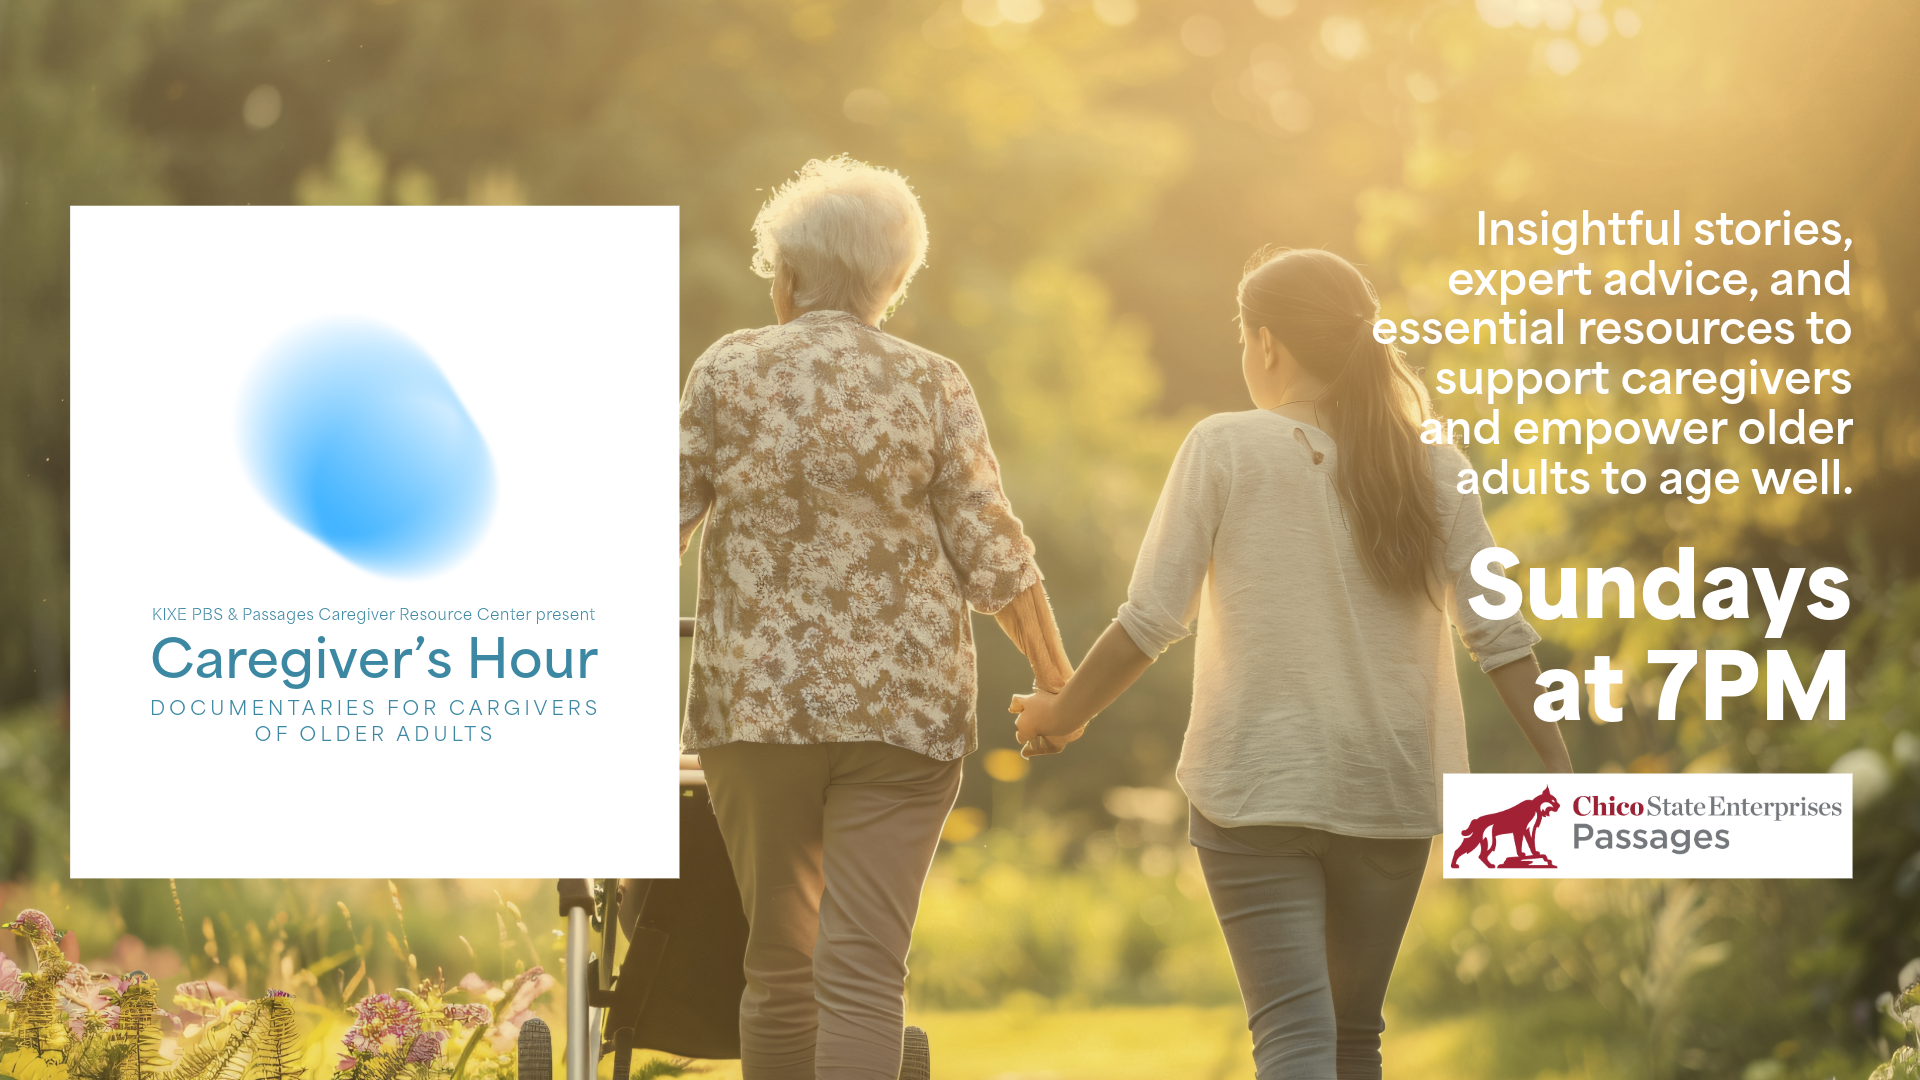 KIXE PBS & Passages Caregiver Resource Center present
Caregiver’s Hour
DOCUMENTARIES FOR CARGIVERS
OF OLDER ADULTS
Insightful stories,
expert advice, and
essential resources to
support caregivers
and empower older
adults to age well.
Sundays
at 7PM
Chico State Enterprises
Passages